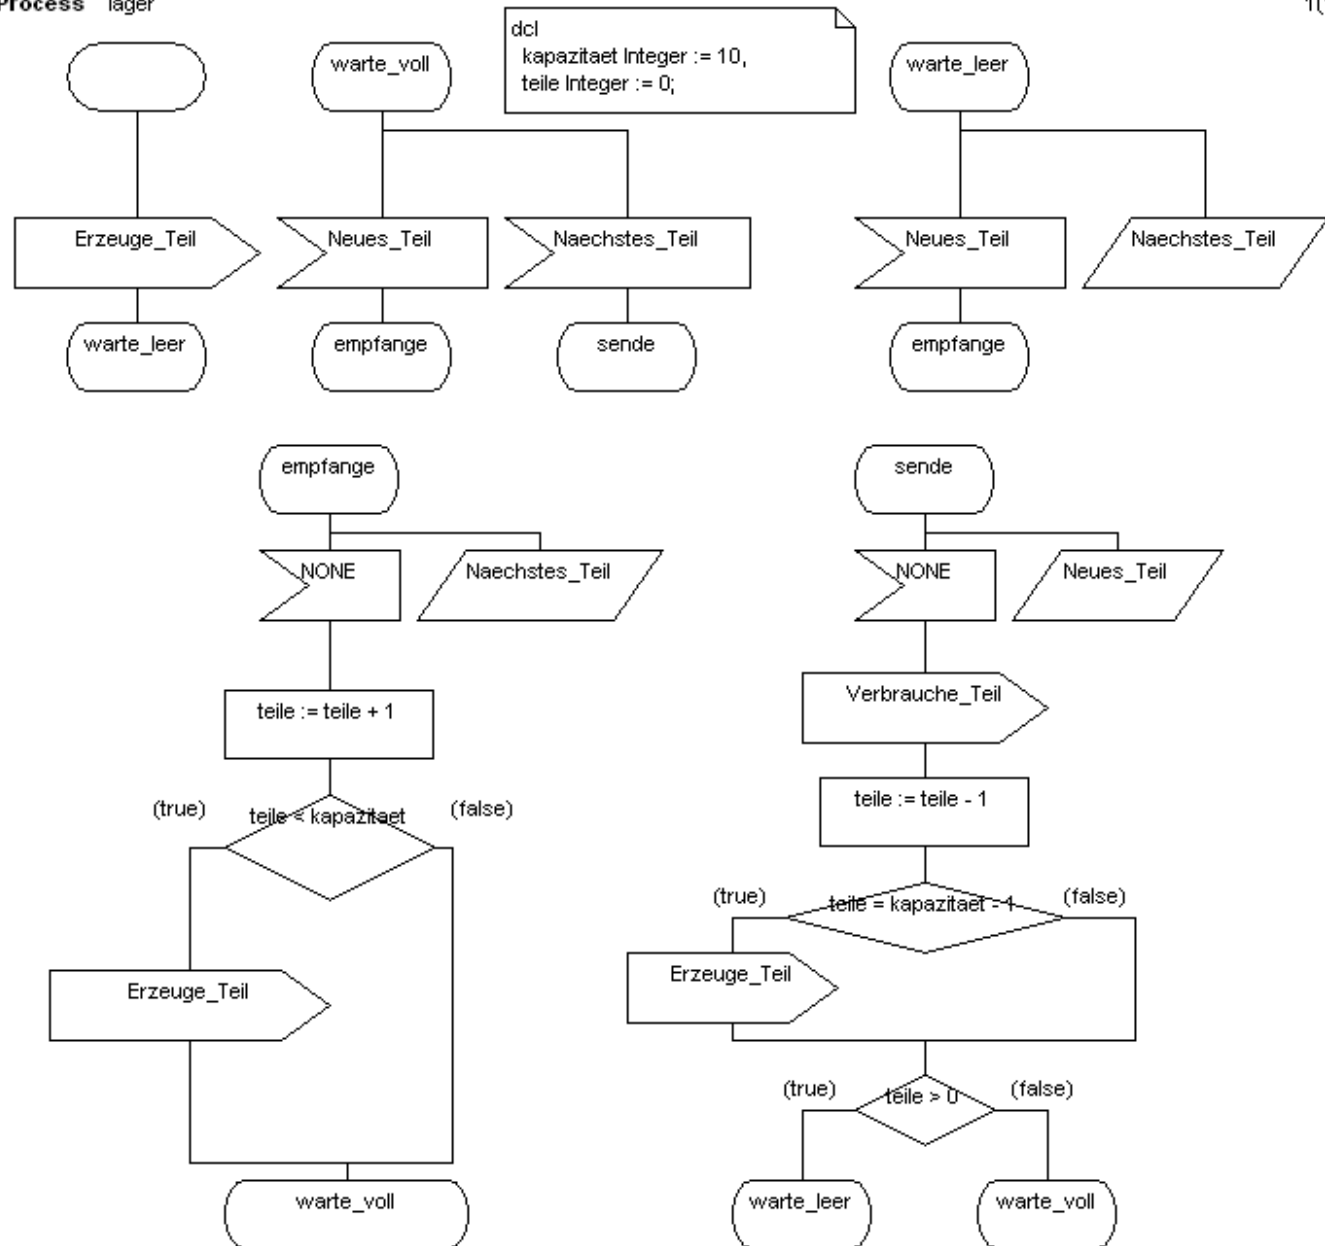 Process lager
1(
dcl
kapazitaet Integer := 10,
teile Integer := 0;
warte_voll
warte_leer
Erzeuge_Teil
Neues_Teil
Naechstes_Teil
Neues_Teil
Naechstes_Teil
warte_leer
empfange
sende
empfange
empfange
sende
NONE
Naechstes_Teil
NONE
Neues_Teil
teile := teile + 1
Verbrauche_Teil
teile := teile - 1
(true)
teile < kapazitaet
(false)
(true)
teile = kapazitaet - 1
(false)
Erzeuge_Teil
Erzeuge_Teil
(true)
teile > 0
(false)
warte_voll
warte_leer
warte_voll